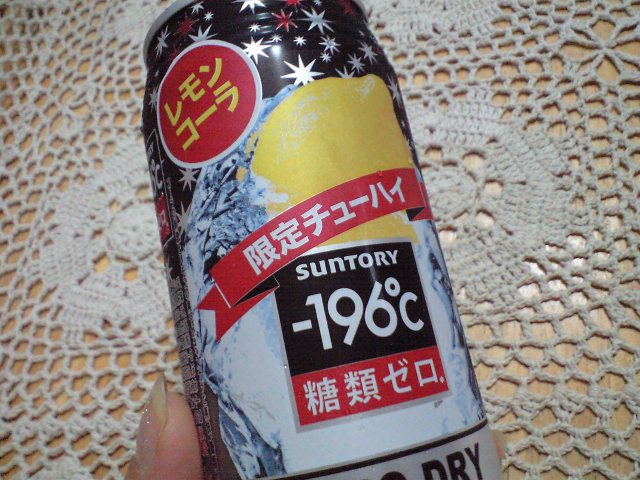 レモン
コーラ
限定チューハイ
SUNTORY
-196℃
糖類ゼロ.
DRY